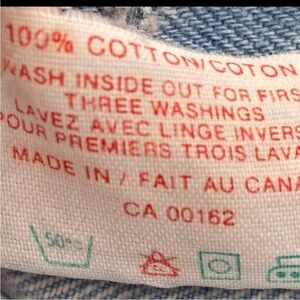 100% COTTON/COTON
WASH INSIDE OUT FOR FIRS
THREE WASHINGS
LAVEZ AVEC LINGE INVERS
POUR PREMIERS TROIS LAVA
MADE IN / FAIT AU CANA
CA 00162
50°